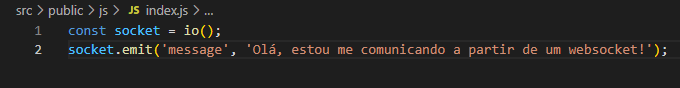 src > public > js > JS index.js > ...
1 const socket = io();
2 socket.emit('message', 'Olá, estou me comunicando a partir de um websocket!');